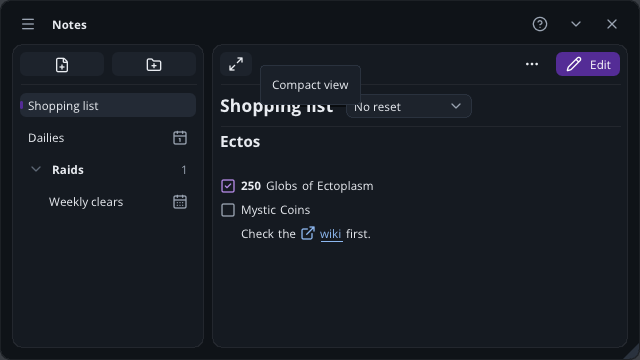 Notes
Edit
Compact view
Shopping list
No reset
Shopping list
Dailies
Raids 1
Weekly clears
Ectos
250 Globs of Ectoplasm
Mystic Coins
Check the wiki first.